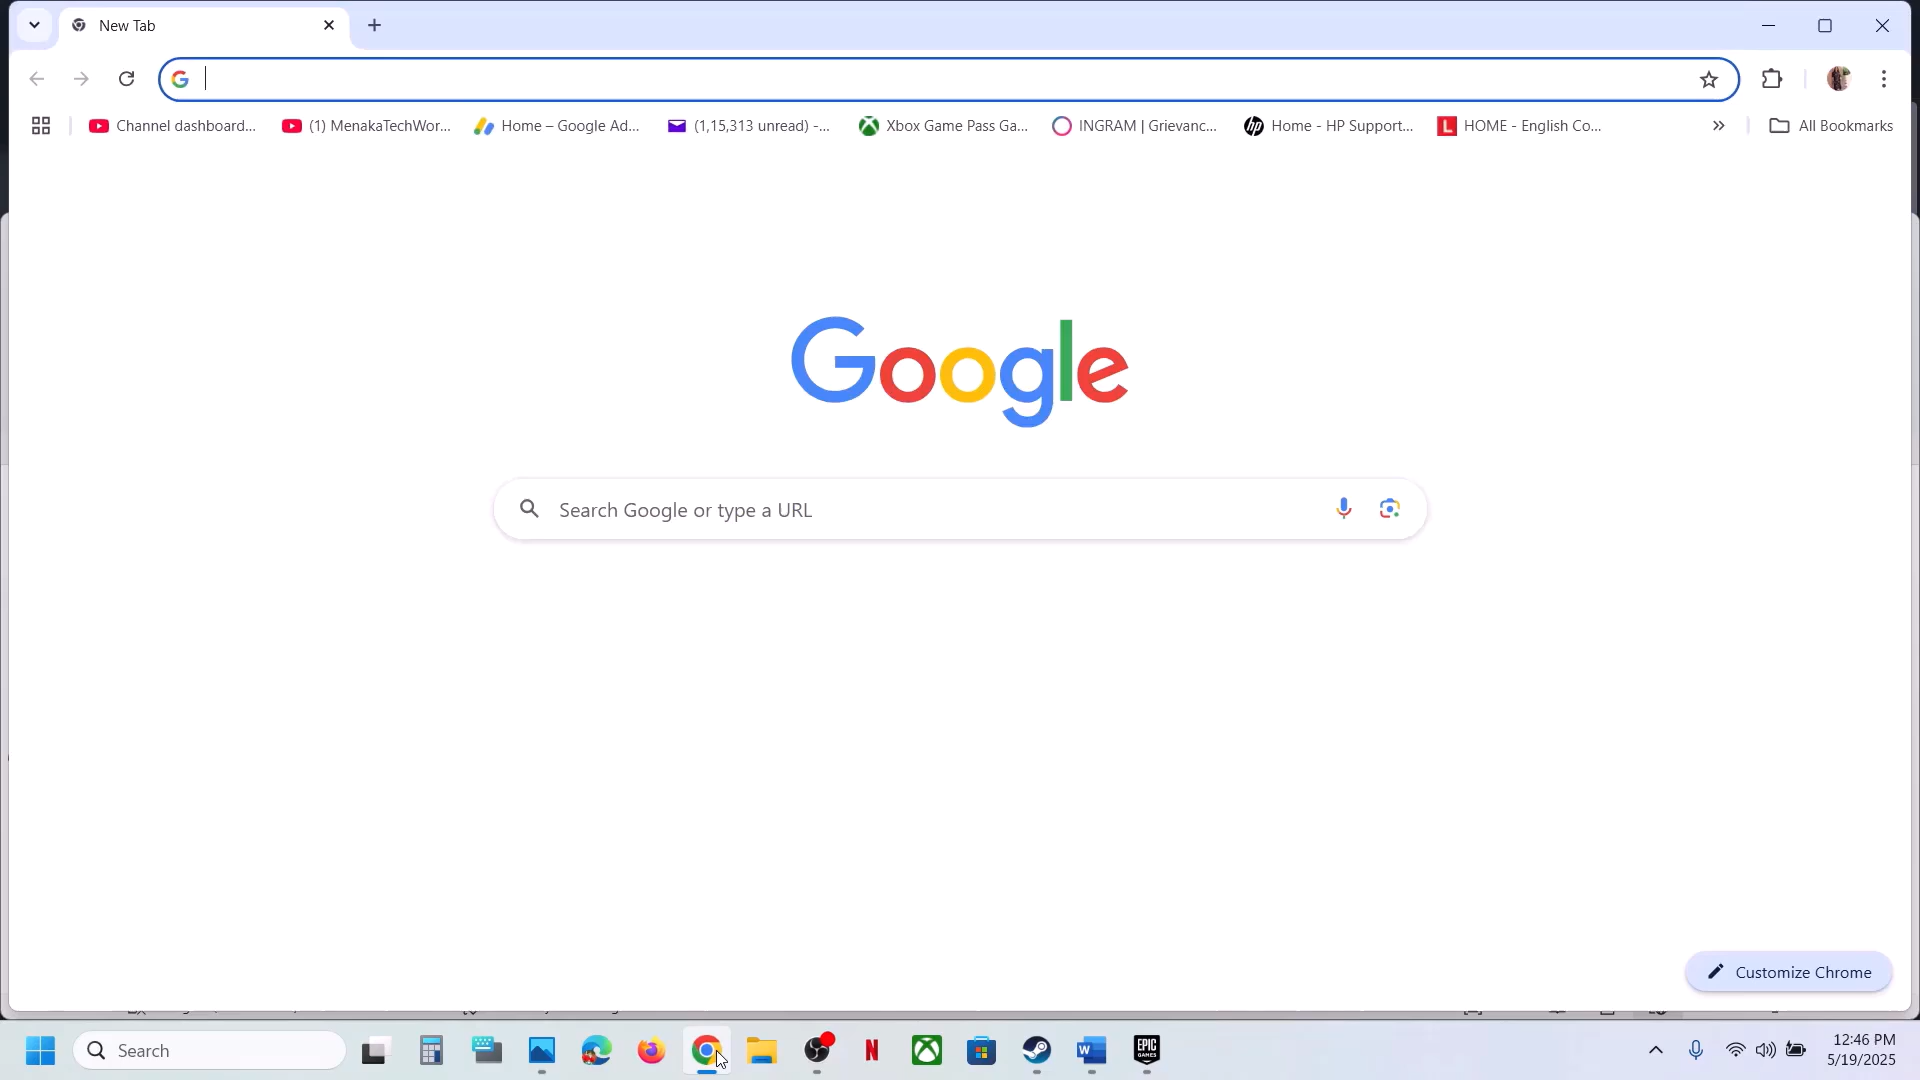 New Tab
Channel dashboard...
(1) MenakaTechWor...
Home – Google Ad...
(1,15,313 unread) -...
Xbox Game Pass Ga...
INGRAM | Grievanc...
Home - HP Support...
HOME - English Co...
All Bookmarks
Google
Search Google or type a URL
Customize Chrome
Search
EPIC
GAMES
12:46 PM
5/19/2025